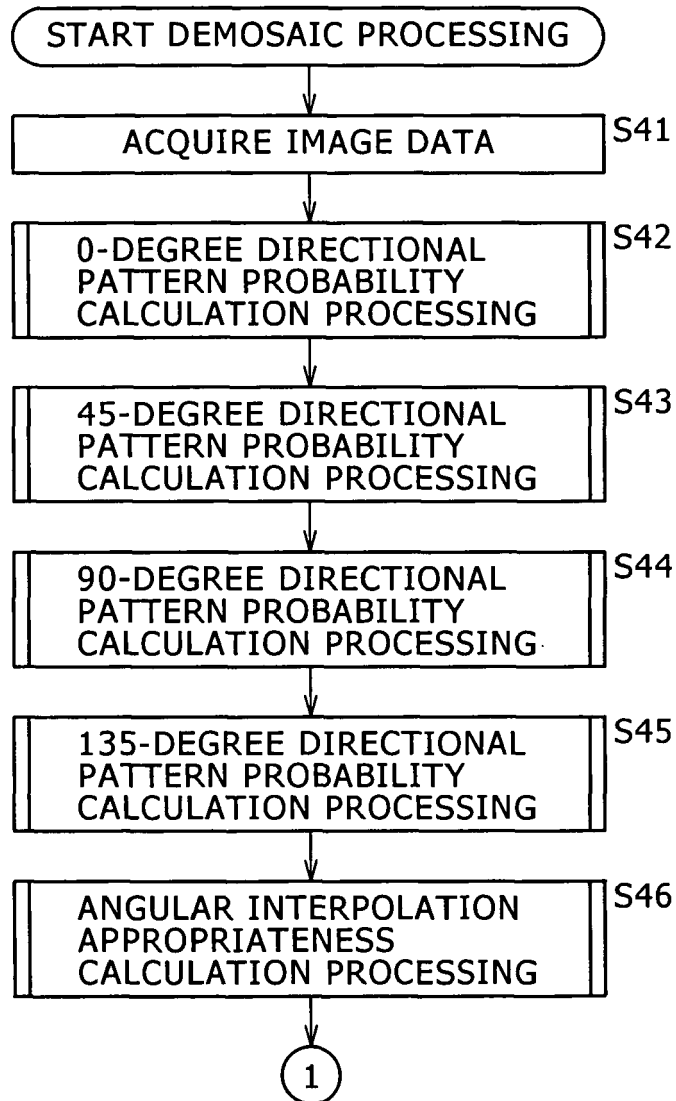 START DEMOSAIC PROCESSING
ACQUIRE IMAGE DATA
S41
0-DEGREE DIRECTIONAL
PATTERN PROBABILITY
CALCULATION PROCESSING
S42
45-DEGREE DIRECTIONAL
PATTERN PROBABILITY
CALCULATION PROCESSING
S43
90-DEGREE DIRECTIONAL
PATTERN PROBABILITY
CALCULATION PROCESSING
S44
135-DEGREE DIRECTIONAL
PATTERN PROBABILITY
CALCULATION PROCESSING
S45
ANGULAR INTERPOLATION
APPROPRIATENESS
CALCULATION PROCESSING
S46
1